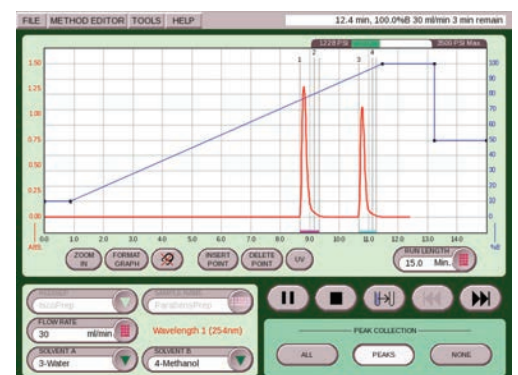 FILE METHOD EDITOR TOOLS HELP 12.4 min, 100.0%B 30 ml/min 3 min remain
1229 PSI 3500 PSI Max
1 2 3 4
1.50 100
90
1.25 80
70
1.00 60
0.75 50
40
0.50 30
0.25 20
10
0.00 0
Abs %B
0.0 1.0 2.0 3.0 4.0 5.0 6.0 7.0 8.0 9.0 10.0 11.0 12.0 13.0 14.0
ZOOM IN FORMAT GRAPH INSERT POINT DELETE POINT UV
RUN LENGTH
15.0 Min.
IscoPrep ParabensPrep
FLOW RATE
30 ml/min Wavelength 1 (254nm)
SOLVENT A SOLVENT B
3-Water 4-Methanol
PEAK COLLECTION
ALL PEAKS NONE